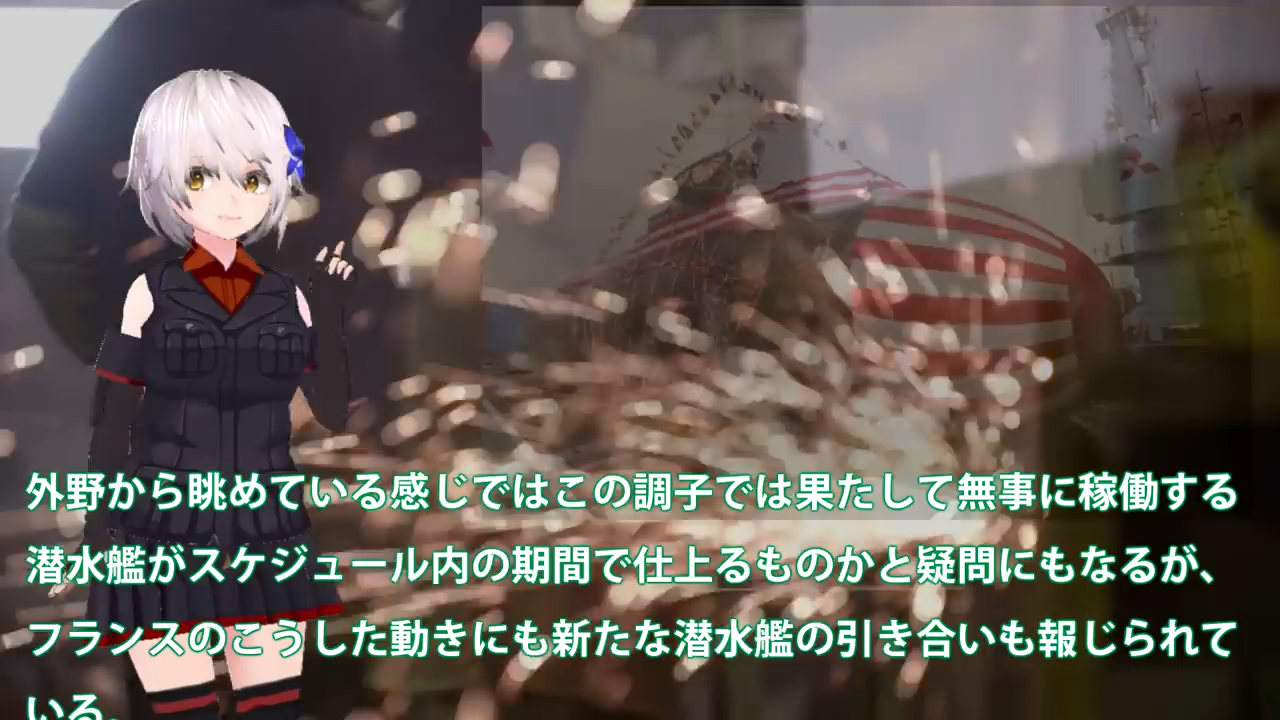 外野から眺めている感じではこの調子では果たして無事に稼働する
潜水艦がスケジュール内の期間で仕上るものかと疑問にもなるが、
フランスのこうした動きにも新たな潜水艦の引き合いも報じられて
いる。